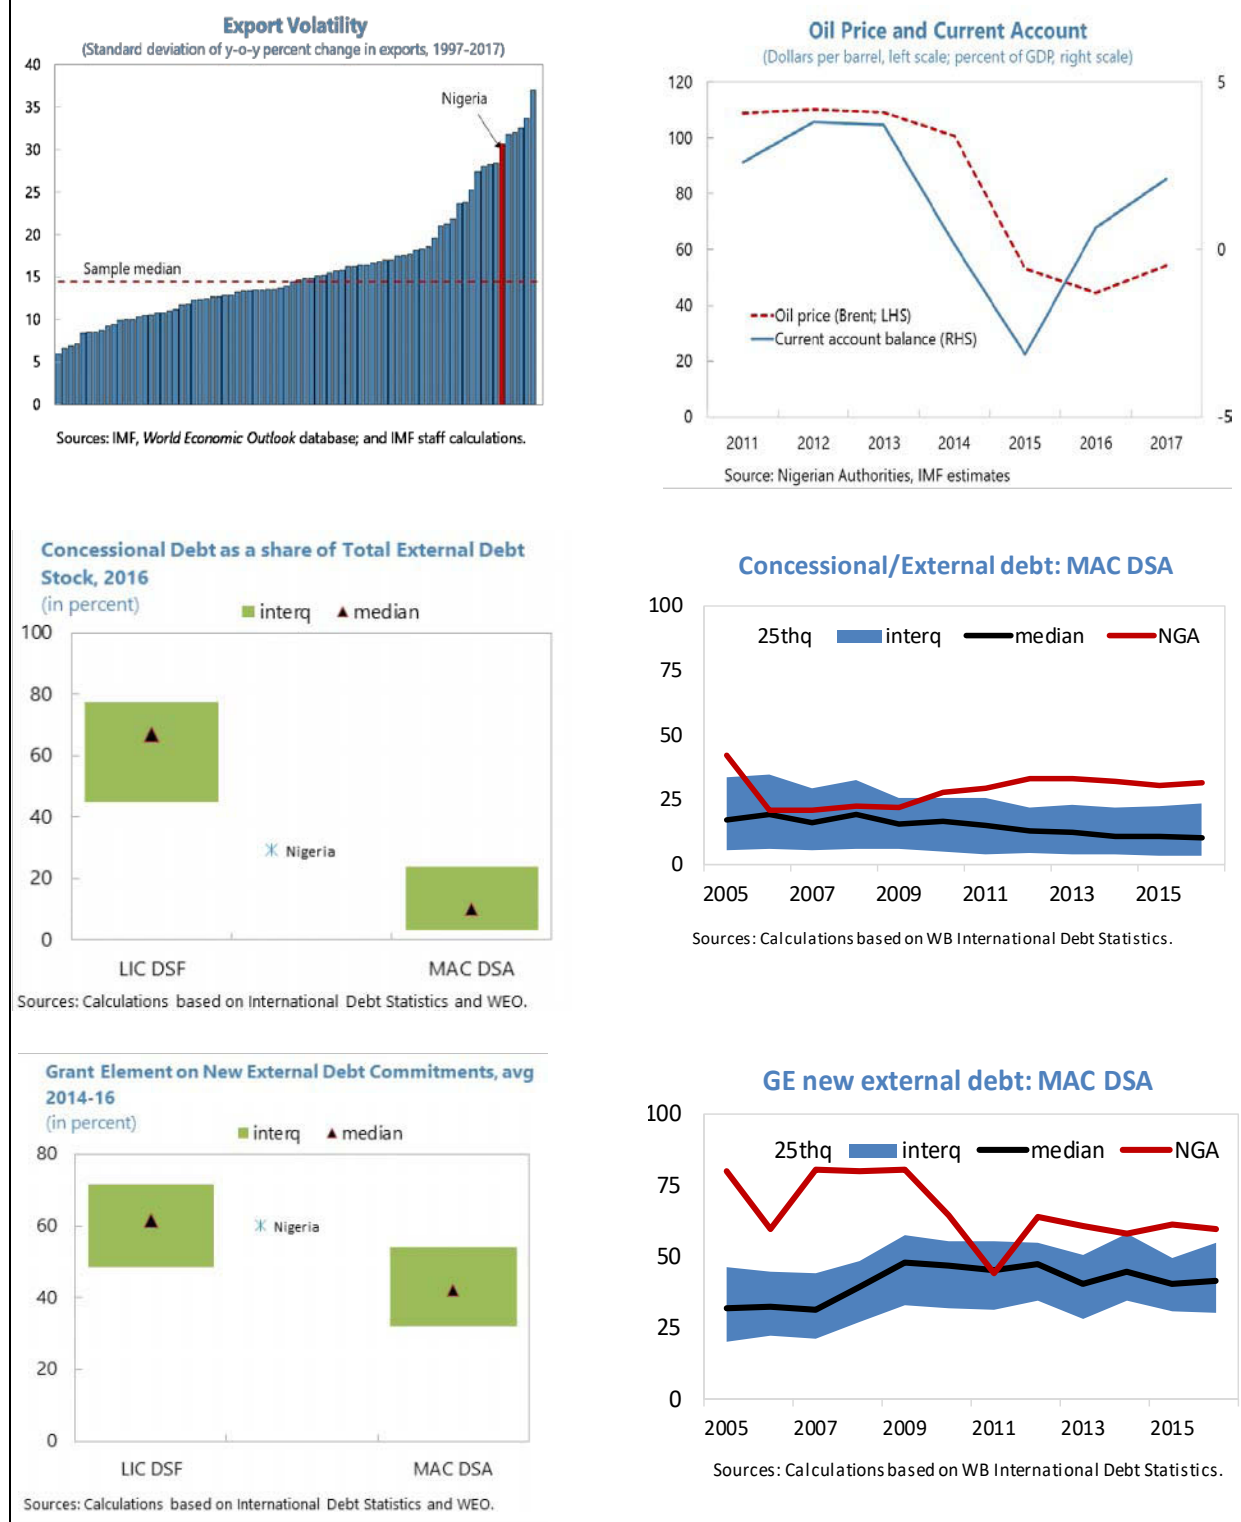 Export Volatility
(Standard deviation of y-o-y percent change in exports, 1997-2017)
40
35
30
25
20
15
10
5
0
Nigeria
Sample median
Sources: IMF, World Economic Outlook database; and IMF staff calculations.
Oil Price and Current Account
(Dollars per barrel, left scale; percent of GDP, right scale)
120
100
80
60
40
20
0
5
0
-5
Oil price (Brent; LHS)
Current account balance (RHS)
2011 2012 2013 2014 2015 2016 2017
Source: Nigerian Authorities, IMF estimates
Concessional Debt as a share of Total External Debt
Stock, 2016
(in percent)
interq median
100
80
60
40
20
0
Nigeria
LIC DSF MAC DSA
Sources: Calculations based on International Debt Statistics and WEO.
Concessional/External debt: MAC DSA
100
75
50
25
0
25thq interq median NGA
2005 2007 2009 2011 2013 2015
Sources: Calculations based on WB International Debt Statistics.
Grant Element on New External Debt Commitments, avg
2014-16
(in percent)
interq median
80
60
40
20
0
Nigeria
LIC DSF MAC DSA
Sources: Calculations based on International Debt Statistics and WEO.
GE new external debt: MAC DSA
100
75
50
25
0
25thq interq median NGA
2005 2007 2009 2011 2013 2015
Sources: Calculations based on WB International Debt Statistics.